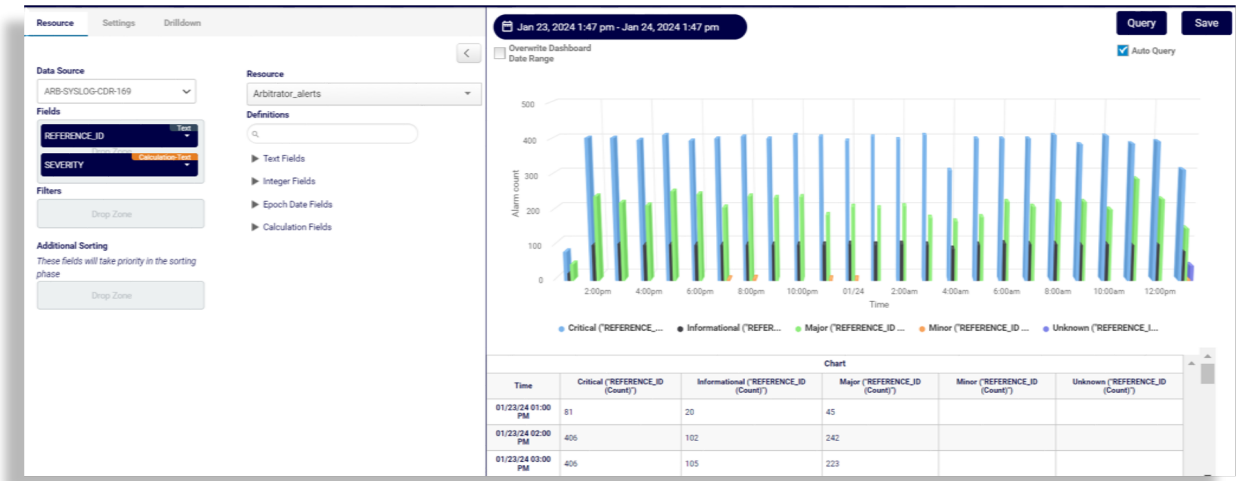 Resource Settings Drilldown
Data Source
ARB-SYSLOG-CDR-169
Fields
Text
REFERENCE_ID
Drop Zone
Calculation-Text
SEVERITY
Filters
Drop Zone
Additional Sorting
These fields will take priority in the sorting
phase
Drop Zone
Resource
Arbitrator_alerts
Definitions
Text Fields
Integer Fields
Epoch Date Fields
Calculation Fields
Jan 23, 2024 1:47 pm - Jan 24, 2024 1:47 pm
Query Save
Overwrite Dashboard
Date Range
Auto Query
500
400
300
200
100
0
Alarm count
2:00pm 4:00pm 6:00pm 8:00pm 10:00pm 01/24 2:00am 4:00am 6:00am 8:00am 10:00am 12:00pm
Time
Critical ("REFERENCE_... Informational ("REFER... Major ("REFERENCE_ID ... Minor ("REFERENCE_ID ... Unknown ("REFERENCE_I...
Chart
Time Critical ("REFERENCE_ID (Count)") Informational ("REFERENCE_ID (Count)") Major ("REFERENCE_ID (Count)") Minor ("REFERENCE_ID (Count)") Unknown ("REFERENCE_ID (Count)")
01/23/24 01:00 PM 81 20 45
01/23/24 02:00 PM 406 102 242
01/23/24 03:00 PM 406 105 223